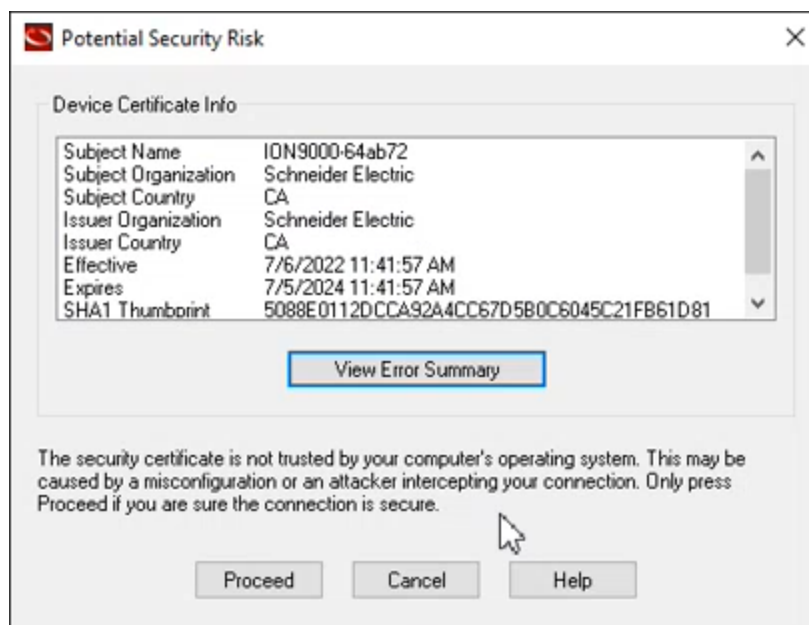 Potential Security Risk
Device Certificate Info
Subject Name ION9000-64ab72
Subject Organization Schneider Electric
Subject Country CA
Issuer Organization Schneider Electric
Issuer Country CA
Effective 7/6/2022 11:41:57 AM
Expires 7/5/2024 11:41:57 AM
SHA1 Thumbprint 5088E0112DCCA92A4CC67D5B0C6045C21FB61D81
View Error Summary
The security certificate is not trusted by your computer's operating system. This may be
caused by a misconfiguration or an attacker intercepting your connection. Only press
Proceed if you are sure the connection is secure.
Proceed Cancel Help